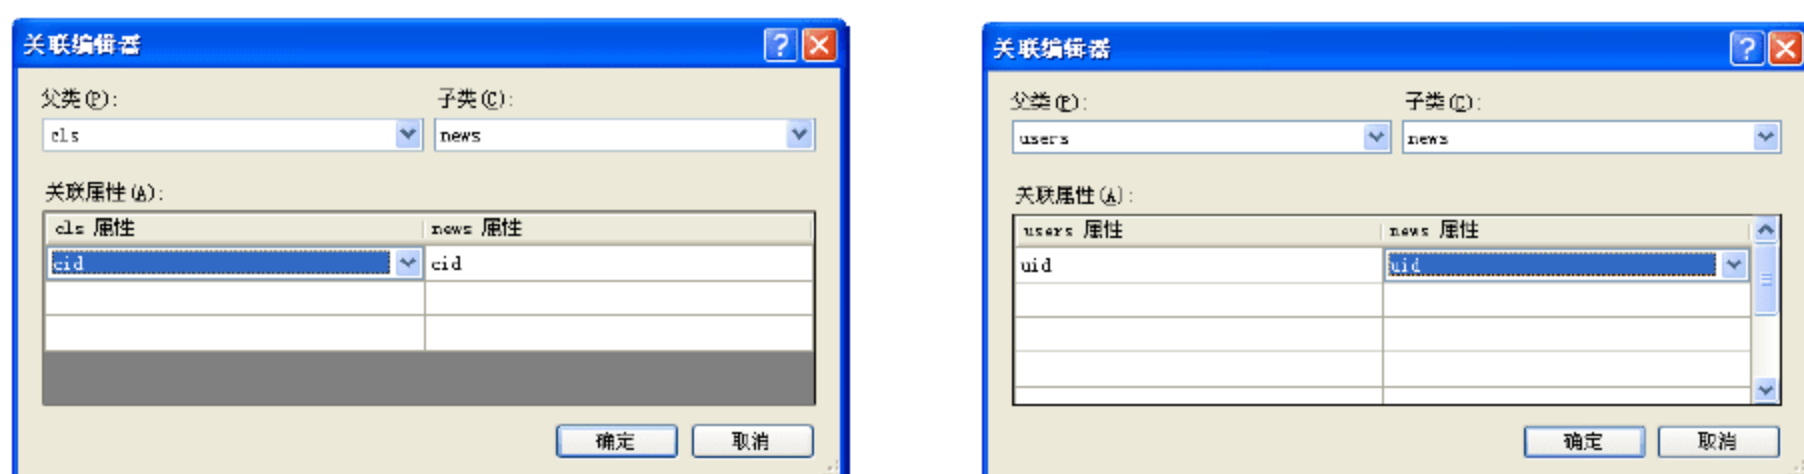 关联编辑器
父类(P): 子类(C):
cls news
关联属性(A):
cls 属性 news 属性
cid cid
确定 取消
关联编辑器
父类(P): 子类(C):
users news
关联属性(A):
users 属性 news 属性
uid uid
确定 取消